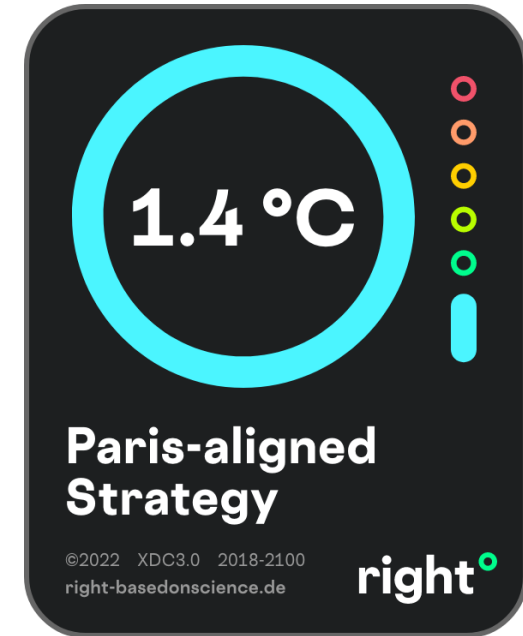 1.4 °C
Paris-aligned
Strategy
©2022 XDC3.0 2018-2100
right-basedonscience.de
right°